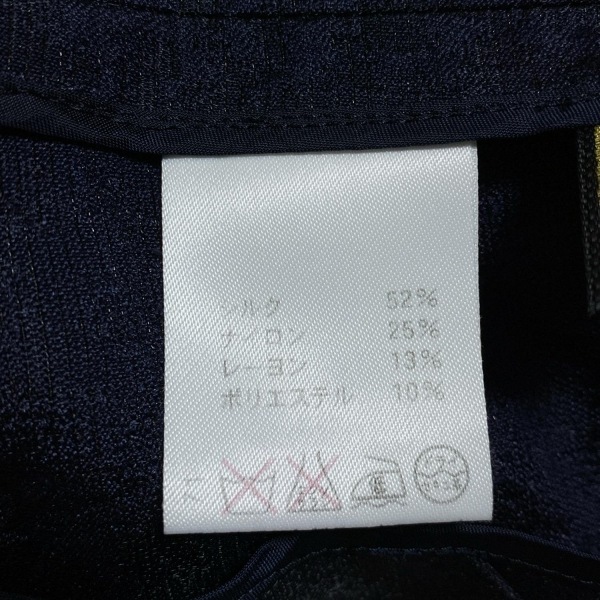 シルク 52%
ナイロン 25%
レーヨン 13%
ポリエステル 10%